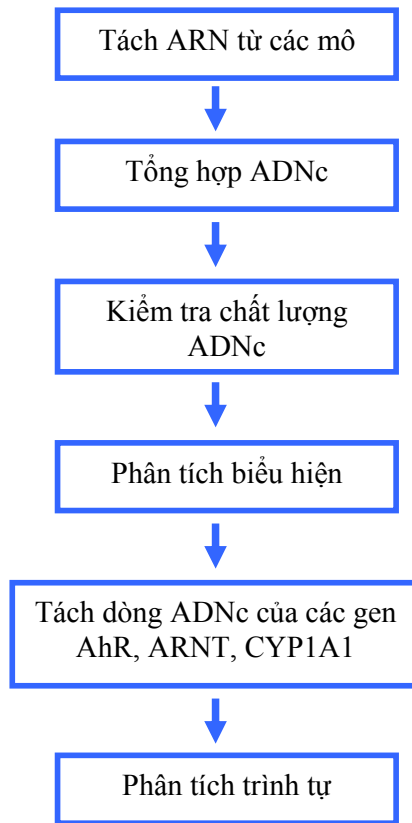 Tách ARN từ các mô
Tổng hợp ADNc
Kiểm tra chất lượng
ADNc
Phân tích biểu hiện
Tách dòng ADNc của các gen
AhR, ARNT, CYP1A1
Phân tích trình tự